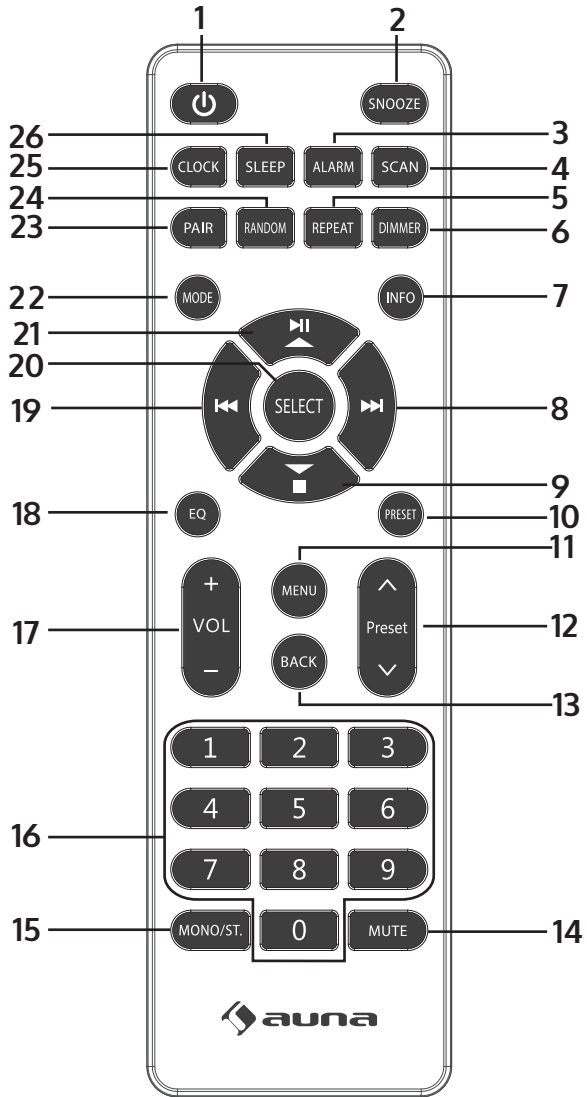 1 2
SNOOZE
26 3
25 CLOCK SLEEP ALARM SCAN 4
24 5
23 PAIR RANDOM REPEAT DIMMER 6
22 MODE INFO 7
21
20 SELECT
19 8
9
18 EQ PRESET 10
11
+
MENU
17 VOL Preset 12
BACK
−
13
1 2 3
4 5 6
16
7 8 9
15 MONO/ST. 0 MUTE 14
auna